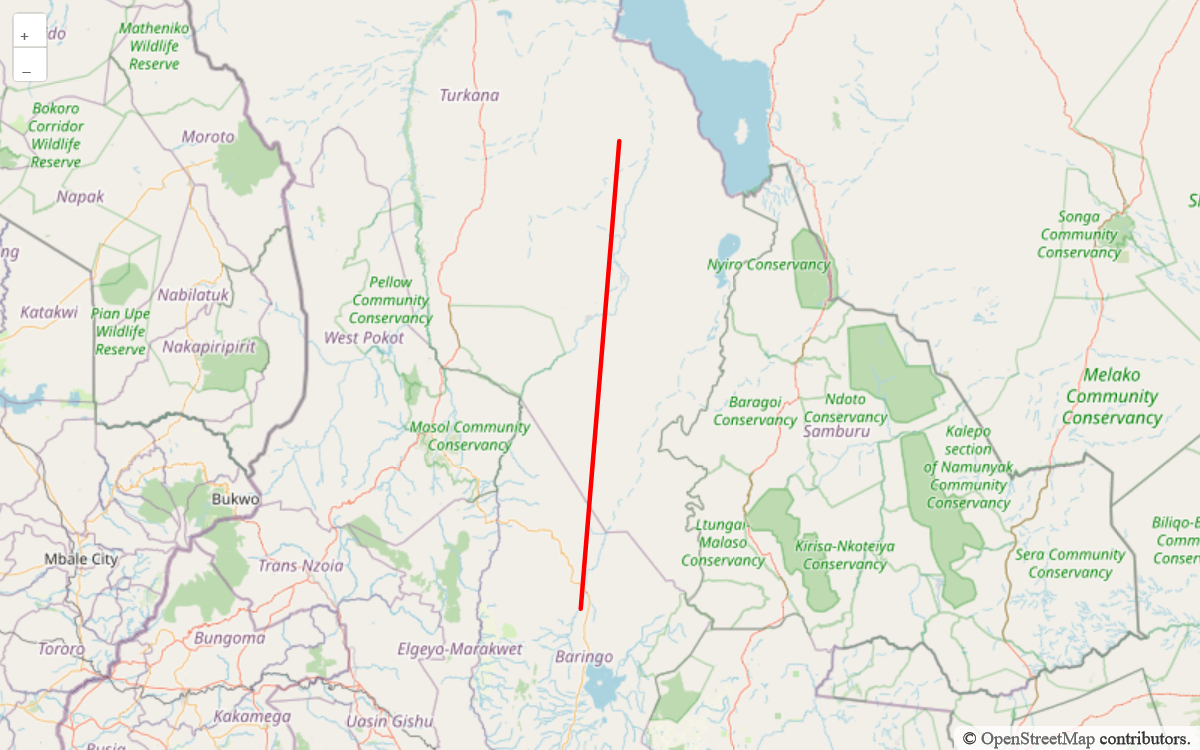 +
–
Matheniko
Wildlife
Reserve
Bokoro
Corridor
Wildlife
Reserve
Turkana
Moroto
Napak
Songa
Community
Conservancy
Nyiro Conservancy
Pellow
Community
Conservancy
Nabilatuk
Katakwi
Pian Upe
Wildlife
Reserve
West Pokot
Nakapiripirit
Melako
Community
Conservancy
Baragoi
Conservancy
Ndoto
Conservancy
Samburu
Masol Community
Conservancy
Kalepo
section
of Namunyak
Community
Conservancy
Bukwo
Ltungai-
Malaso
Conservancy
Kirisa-Nkoteiya
Conservancy
Sera Community
Conservancy
Mbale City
Trans Nzoia
Bungoma
Tororo
Elgeyo-Marakwet
Baringo
Kakamega
Uasin Gishu
© OpenStreetMap contributors.